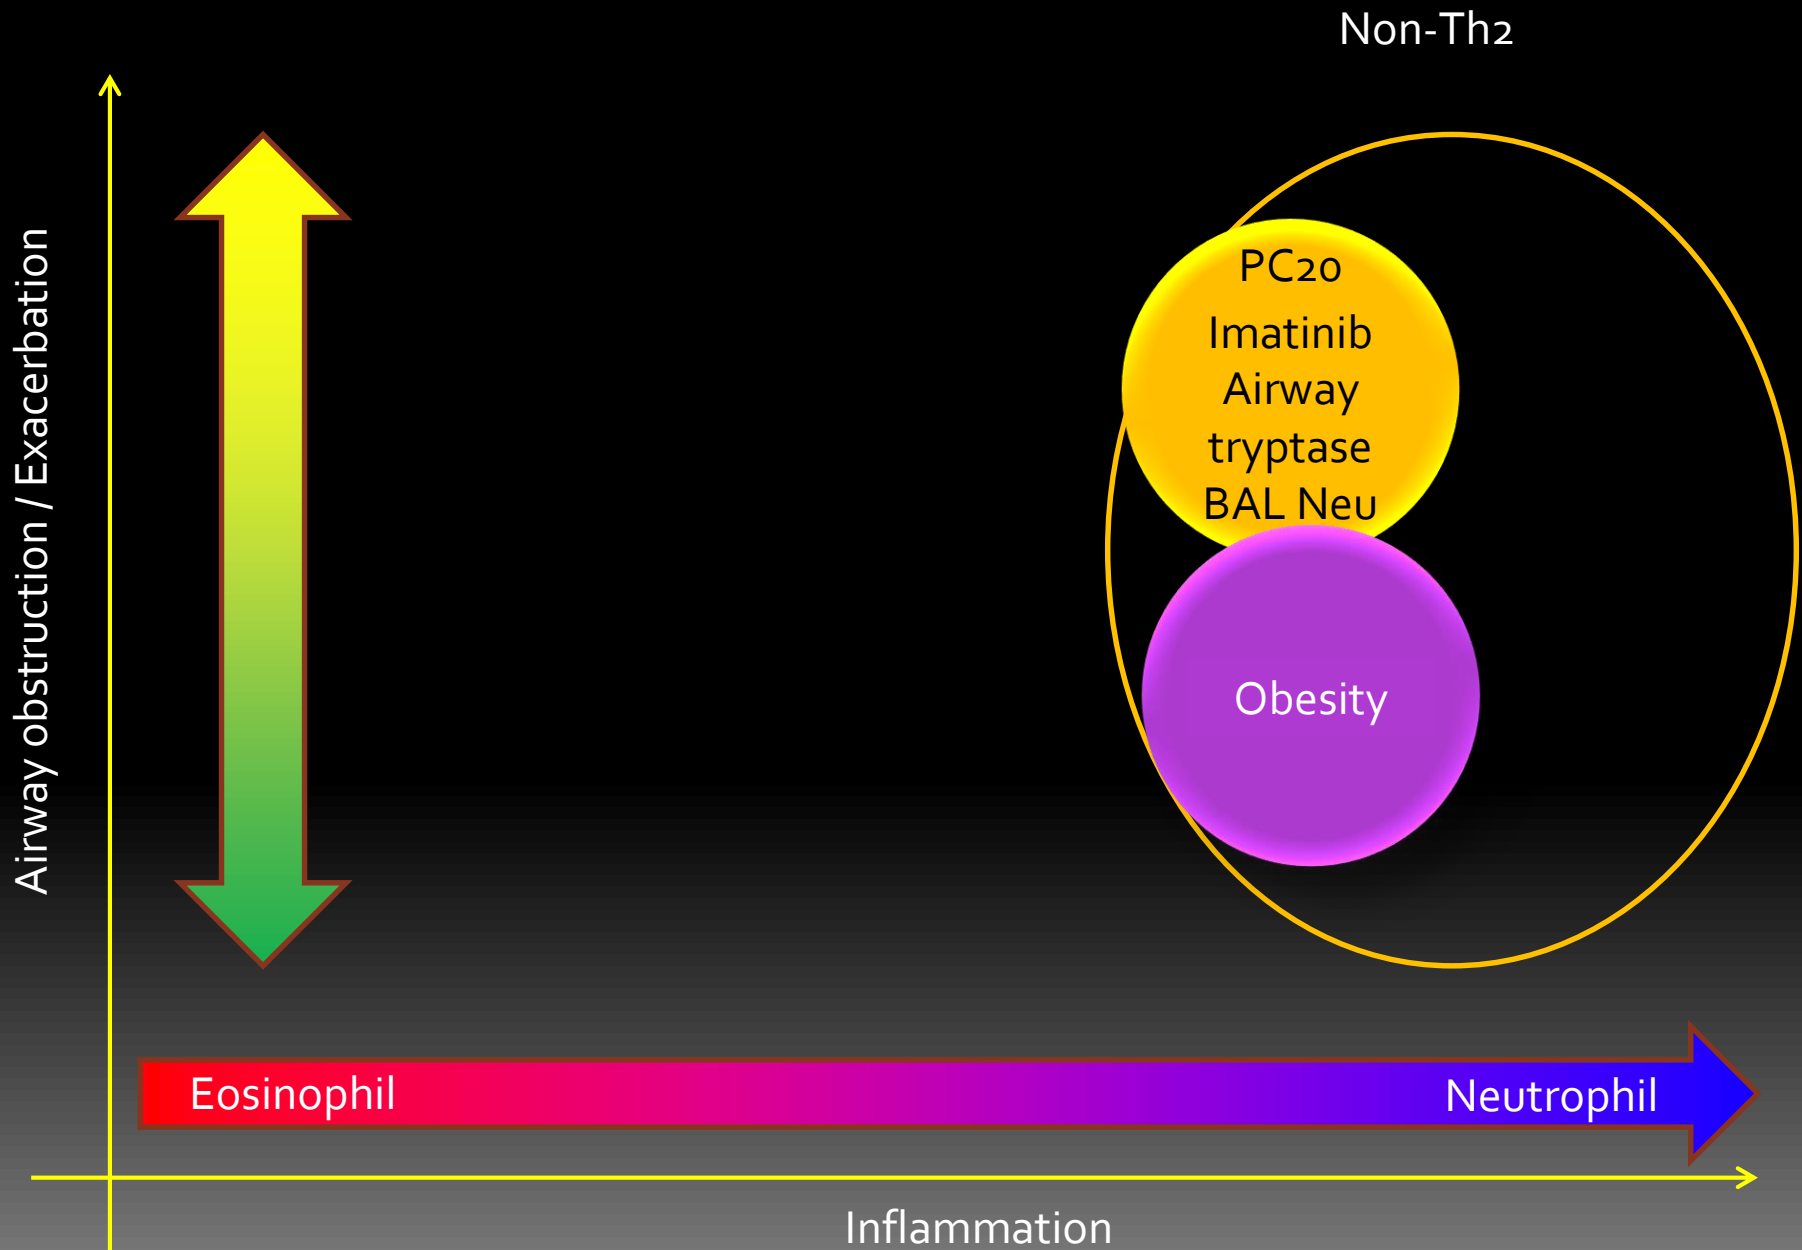 Non-Th2
Airway obstruction / Exacerbation
PC20
Imatinib
Airway
tryptase
BAL Neu
Obesity
Eosinophil
Neutrophil
Inflammation